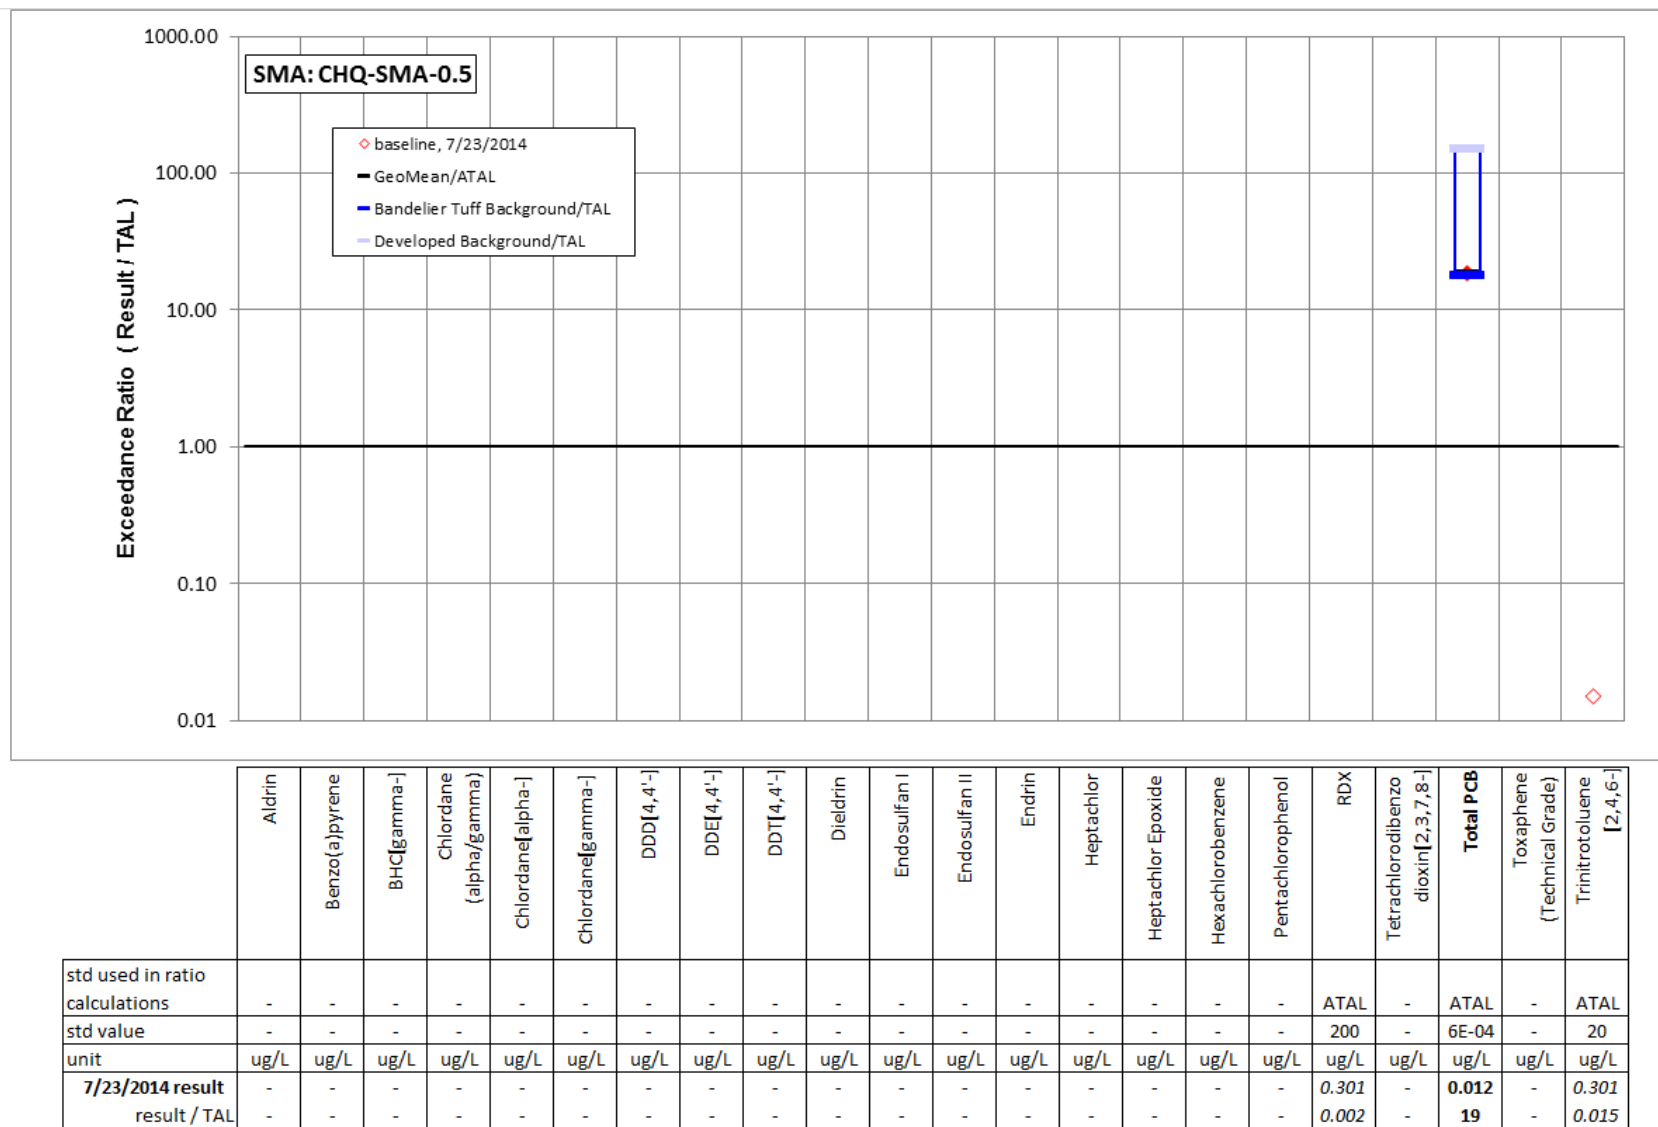 1000.00
SMA: CHQ-SMA-0.5
baseline, 7/23/2014
GeoMean/ATAL
Bandelier Tuff Background/TAL
Developed Background/TAL
100.00
10.00
1.00
0.10
0.01
Exceedance Ratio ( Result / TAL )
Aldrin
Benzo(a)pyrene
BHC[gamma-]
Chlordane
(alpha/gamma)
Chlordane[alpha-]
Chlordane[gamma-]
DDD[4,4'-]
DDE[4,4'-]
DDT[4,4'-]
Dieldrin
Endosulfan I
Endosulfan II
Endrin
Heptachlor
Heptachlor Epoxide
Hexachlorobenzene
Pentachlorophenol
RDX
Tetrachlorodibenzo
dioxin[2,3,7,8-]
Total PCB
Toxaphene
(Technical Grade)
Trinitrotoluene
[2,4,6-]
std used in ratio
calculations - - - - - - - - - - - - - - - - - ATAL - ATAL - ATAL
std value - - - - - - - - - - - - - - - - - 200 - 6E-04 - 20
unit ug/L ug/L ug/L ug/L ug/L ug/L ug/L ug/L ug/L ug/L ug/L ug/L ug/L ug/L ug/L ug/L ug/L ug/L ug/L ug/L ug/L ug/L
7/23/2014 result - - - - - - - - - - - - - - - - - 0.301 - 0.012 - 0.301
result / TAL - - - - - - - - - - - - - - - - - 0.002 - 19 - 0.015